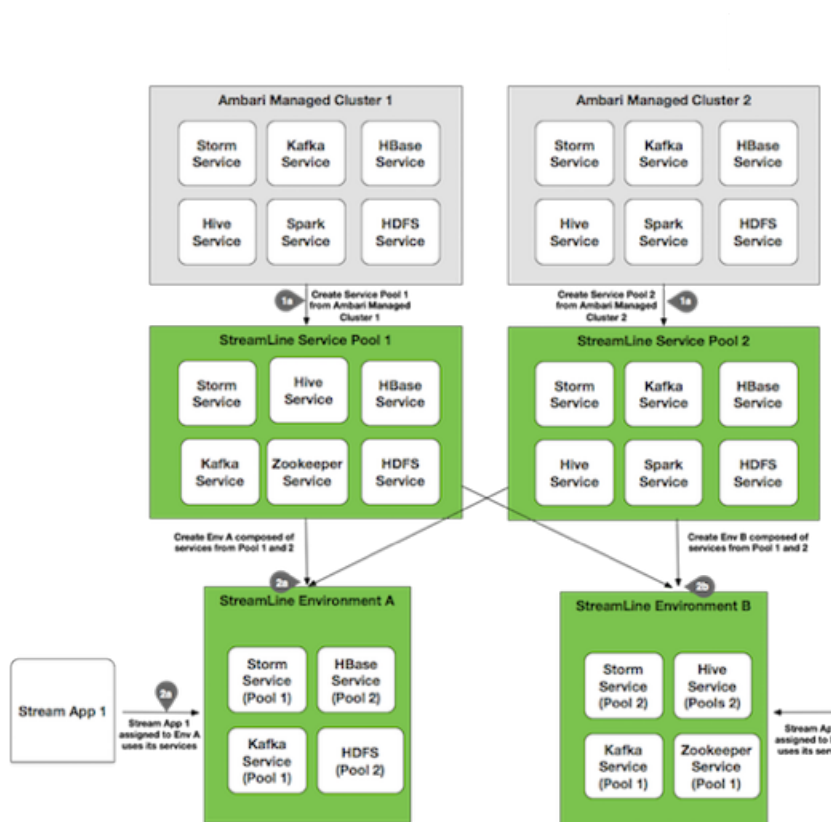 Ambari Managed Cluster 1
Storm
Service
Kafka
Service
HBase
Service
Hive
Service
Spark
Service
HDFS
Service
Ambari Managed Cluster 2
Storm
Service
Kafka
Service
HBase
Service
Hive
Service
Spark
Service
HDFS
Service
1a
Create Service Pool 1
from Ambari Managed
Cluster 1
Create Service Pool 2
from Ambari Managed
Cluster 2
1a
StreamLine Service Pool 1
Storm
Service
Hive
Service
HBase
Service
Kafka
Service
Zookeeper
Service
HDFS
Service
StreamLine Service Pool 2
Storm
Service
Kafka
Service
HBase
Service
Hive
Service
Spark
Service
HDFS
Service
Create Env A composed of
services from Pool 1 and 2
Create Env B composed of
services from Pool 1 and 2
2a
2b
StreamLine Environment A
Storm
Service
(Pool 1)
HBase
Service
(Pool 2)
Kafka
Service
(Pool 1)
HDFS
(Pool 2)
StreamLine Environment B
Storm
Service
(Pool 2)
Hive
Service
(Pools 2)
Kafka
Service
(Pool 1)
Zookeeper
Service
(Pool 1)
Stream App 1
2a
Stream App 1
assigned to Env A
uses its services
Stream Ap
assigned to
uses its serv